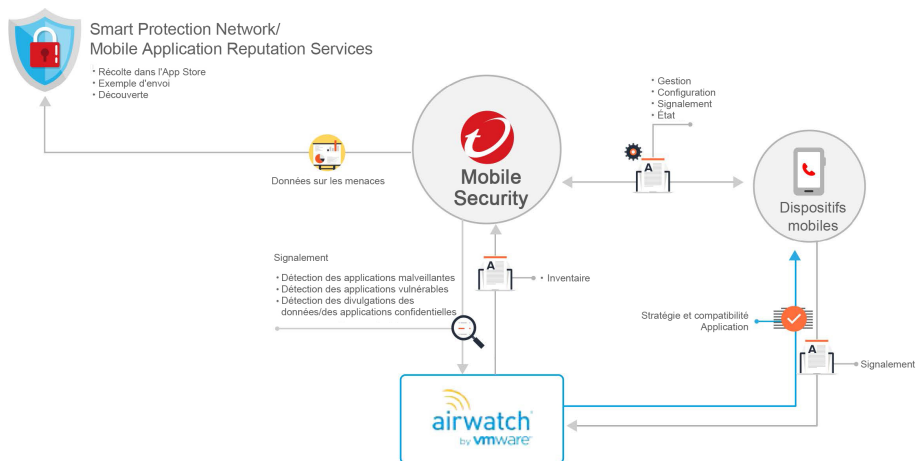 Smart Protection Network/
Mobile Application Reputation Services
• Récolte dans l'App Store
• Exemple d'envoi
• Découverte
• Gestion
• Configuration
• Signalement
• État
A
Données sur les menaces
Mobile
Security
Dispositifs
mobiles
Signalement
• Détection des applications malveillantes
• Détection des applications vulnérables
• Détection des divulgations des
données/des applications confidentielles
A
• Inventaire
Stratégie et compatibilité
Application
A
• Signalement
airwatch
by vmware